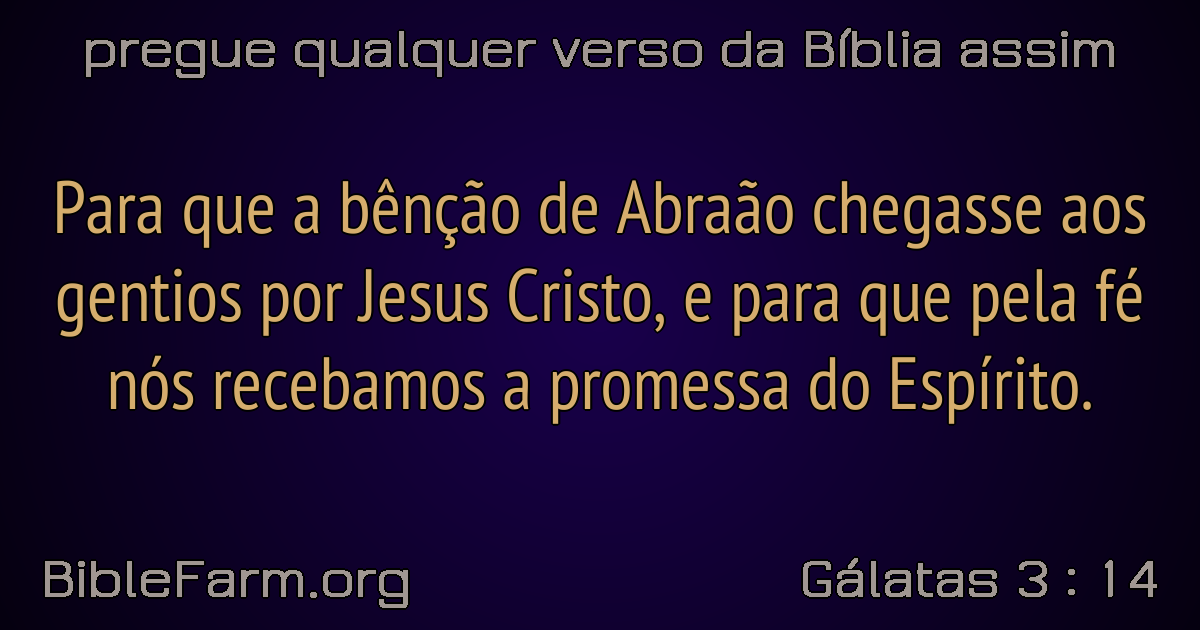 pregue qualquer verso da Bíblia assim
Para que a bênção de Abraão chegasse aos
gentios por Jesus Cristo, e para que pela fé
nós recebamos a promessa do Espírito.
BibleFarm.org
Gálatas 3 : 14